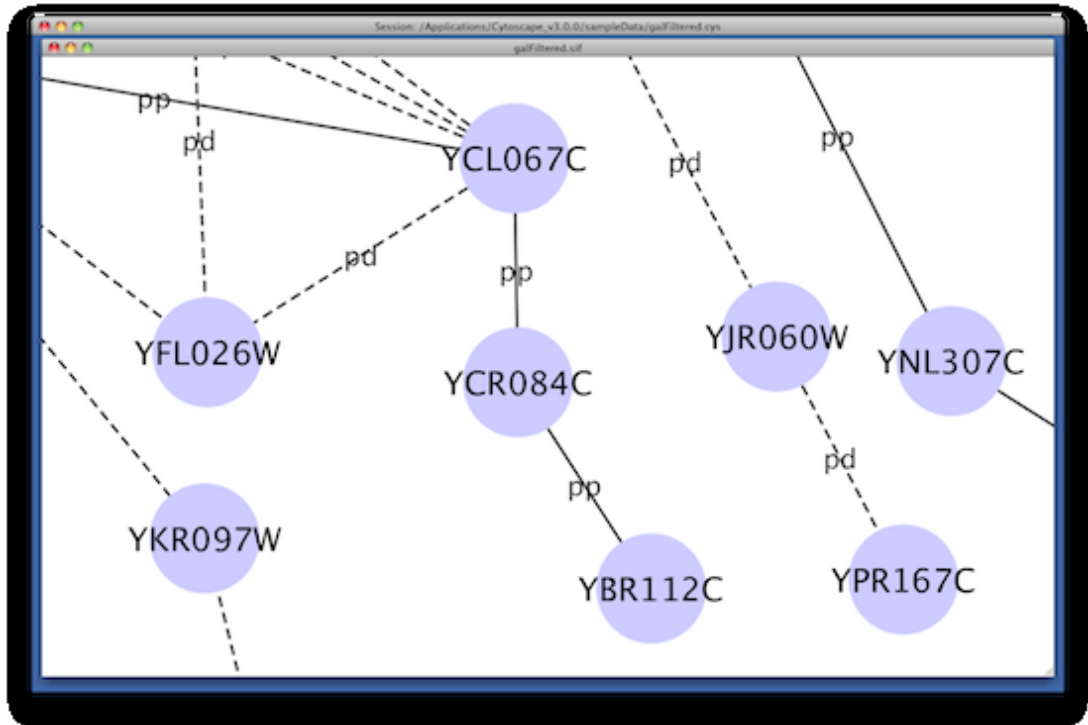 Session: /Applications/Cytoscape_v3.0.0/sampleData/galFiltered.cys
galFiltered.sif
pp
pd
YCL067C
pd
pp
pd
pp
YFL026W
YCR084C
YJR060W
YNL307C
pp
pd
YKR097W
YBR112C
YPR167C